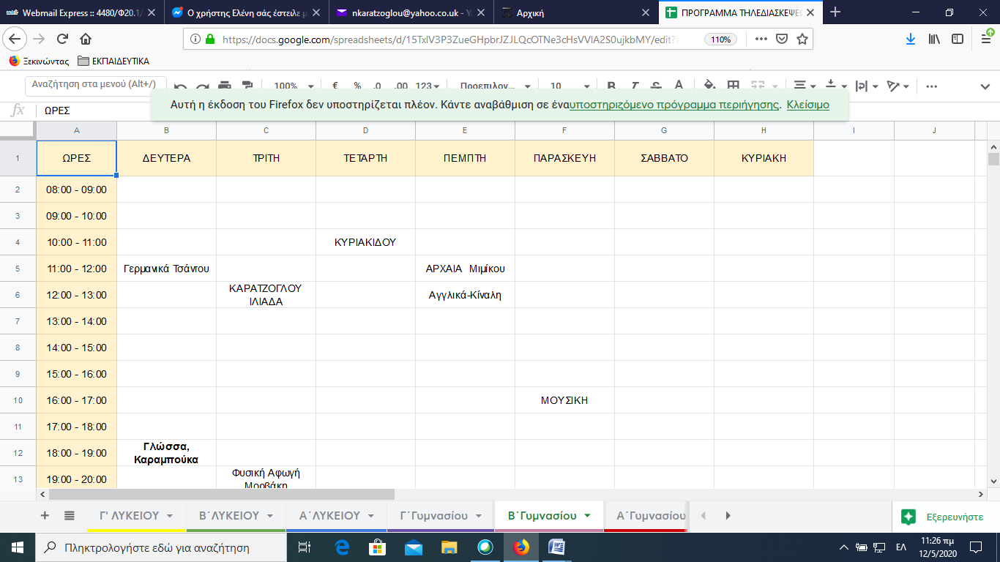 Webmail Express :: 4480/Φ20.1/
Ο χρήστης Ελένη σάς έστειλε μ
nkaratzoglou@yahoo.co.uk - Ya
Αρχική
ΠΡΟΓΡΑΜΜΑ ΤΗΛΕΔΙΑΣΚΕΨΕΩ
https://docs.google.com/spreadsheets/d/15TxlV3P3ZueGHpbrJZJLQcOTNe3cHsVVlA2S0ujkbMY/edit?
110%
Ξεκινώντας
ΕΚΠΑΙΔΕΥΤΙΚΑ
Αναζήτηση στα μενού (Alt+/)
100% € % .0 .00 123 Προεπιλογ... 10 B I S A
Αυτή η έκδοση του Firefox δεν υποστηρίζεται πλέον. Κάντε αναβάθμιση σε έναυποστηριζόμενο πρόγραμμα περιήγησης. Κλείσιμο
fx ΩΡΕΣ
A B C D E F G H I J
1 ΩΡΕΣ ΔΕΥΤΕΡΑ ΤΡΙΤΗ ΤΕΤΑΡΤΗ ΠΕΜΠΤΗ ΠΑΡΑΣΚΕΥΗ ΣΑΒΒΑΤΟ ΚΥΡΙΑΚΗ
2 08:00 - 09:00
3 09:00 - 10:00
4 10:00 - 11:00 ΚΥΡΙΑΚΙΔΟΥ
5 11:00 - 12:00 Γερμανικά Τσάντου ΑΡΧΑΙΑ Μιμίκου
6 12:00 - 13:00 ΚΑΡΑΤΖΟΓΛΟΥ
ΙΛΙΑΔΑ
Αγγλικά-Κίναλη
7 13:00 - 14:00
8 14:00 - 15:00
9 15:00 - 16:00
10 16:00 - 17:00 ΜΟΥΣΙΚΗ
11 17:00 - 18:00
12 18:00 - 19:00 Γλώσσα,
Καραμπούκα
13 19:00 - 20:00 Φυσική Αφωγή
Μροβάκη
Γ' ΛΥΚΕΙΟΥ
Β΄ΛΥΚΕΙΟΥ
Α΄ΛΥΚΕΙΟΥ
Γ΄Γυμνασίου
Β΄Γυμνασίου
Α΄Γυμνασίου
Εξερευνήστε
Πληκτρολογήστε εδώ για αναζήτηση
ΕΛ
11:26 πμ
12/5/2020